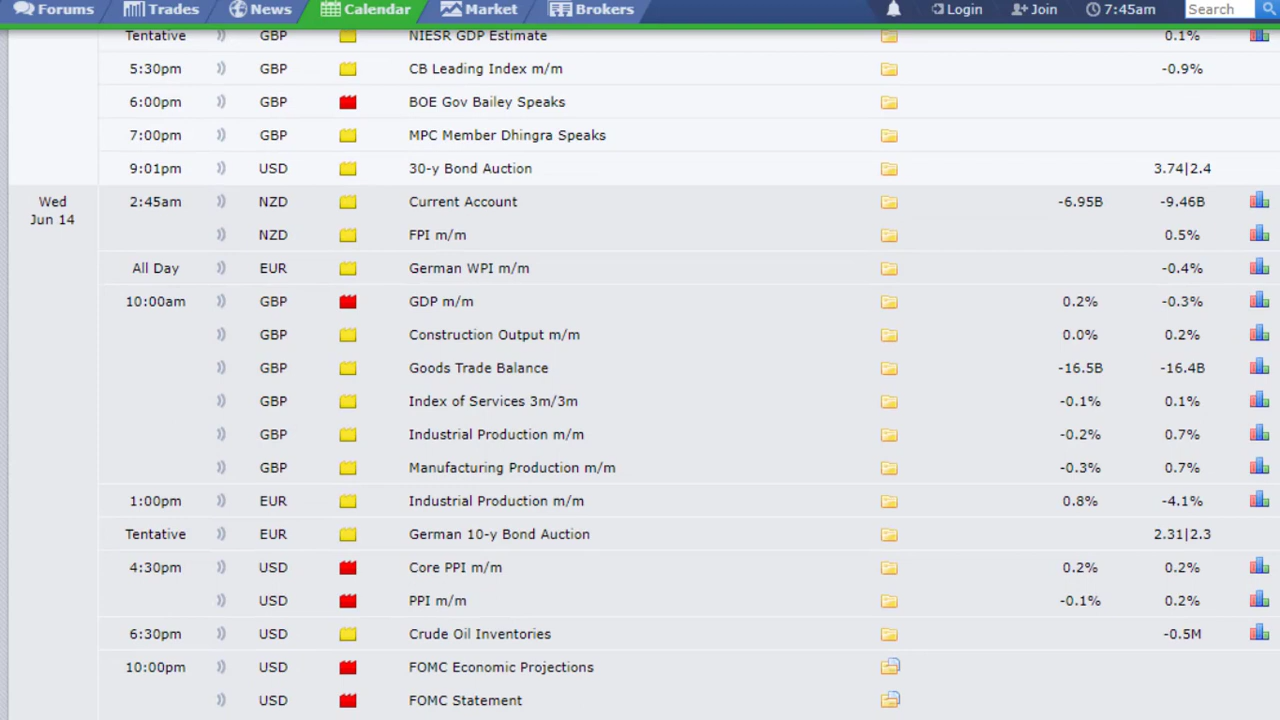 Forums Trades News Calendar Market Brokers Login Join 7:45am Search
Tentative GBP NIESR GDP Estimate 0.1%
5:30pm GBP CB Leading Index m/m -0.9%
6:00pm GBP BOE Gov Bailey Speaks
7:00pm GBP MPC Member Dhingra Speaks
9:01pm USD 30-y Bond Auction 3.74|2.4
Wed Jun 14 2:45am NZD Current Account -6.95B -9.46B
NZD FPI m/m 0.5%
All Day EUR German WPI m/m -0.4%
10:00am GBP GDP m/m 0.2% -0.3%
GBP Construction Output m/m 0.0% 0.2%
GBP Goods Trade Balance -16.5B -16.4B
GBP Index of Services 3m/3m -0.1% 0.1%
GBP Industrial Production m/m -0.2% 0.7%
GBP Manufacturing Production m/m -0.3% 0.7%
1:00pm EUR Industrial Production m/m 0.8% -4.1%
Tentative EUR German 10-y Bond Auction 2.31|2.3
4:30pm USD Core PPI m/m 0.2% 0.2%
USD PPI m/m -0.1% 0.2%
6:30pm USD Crude Oil Inventories -0.5M
10:00pm USD FOMC Economic Projections
USD FOMC Statement